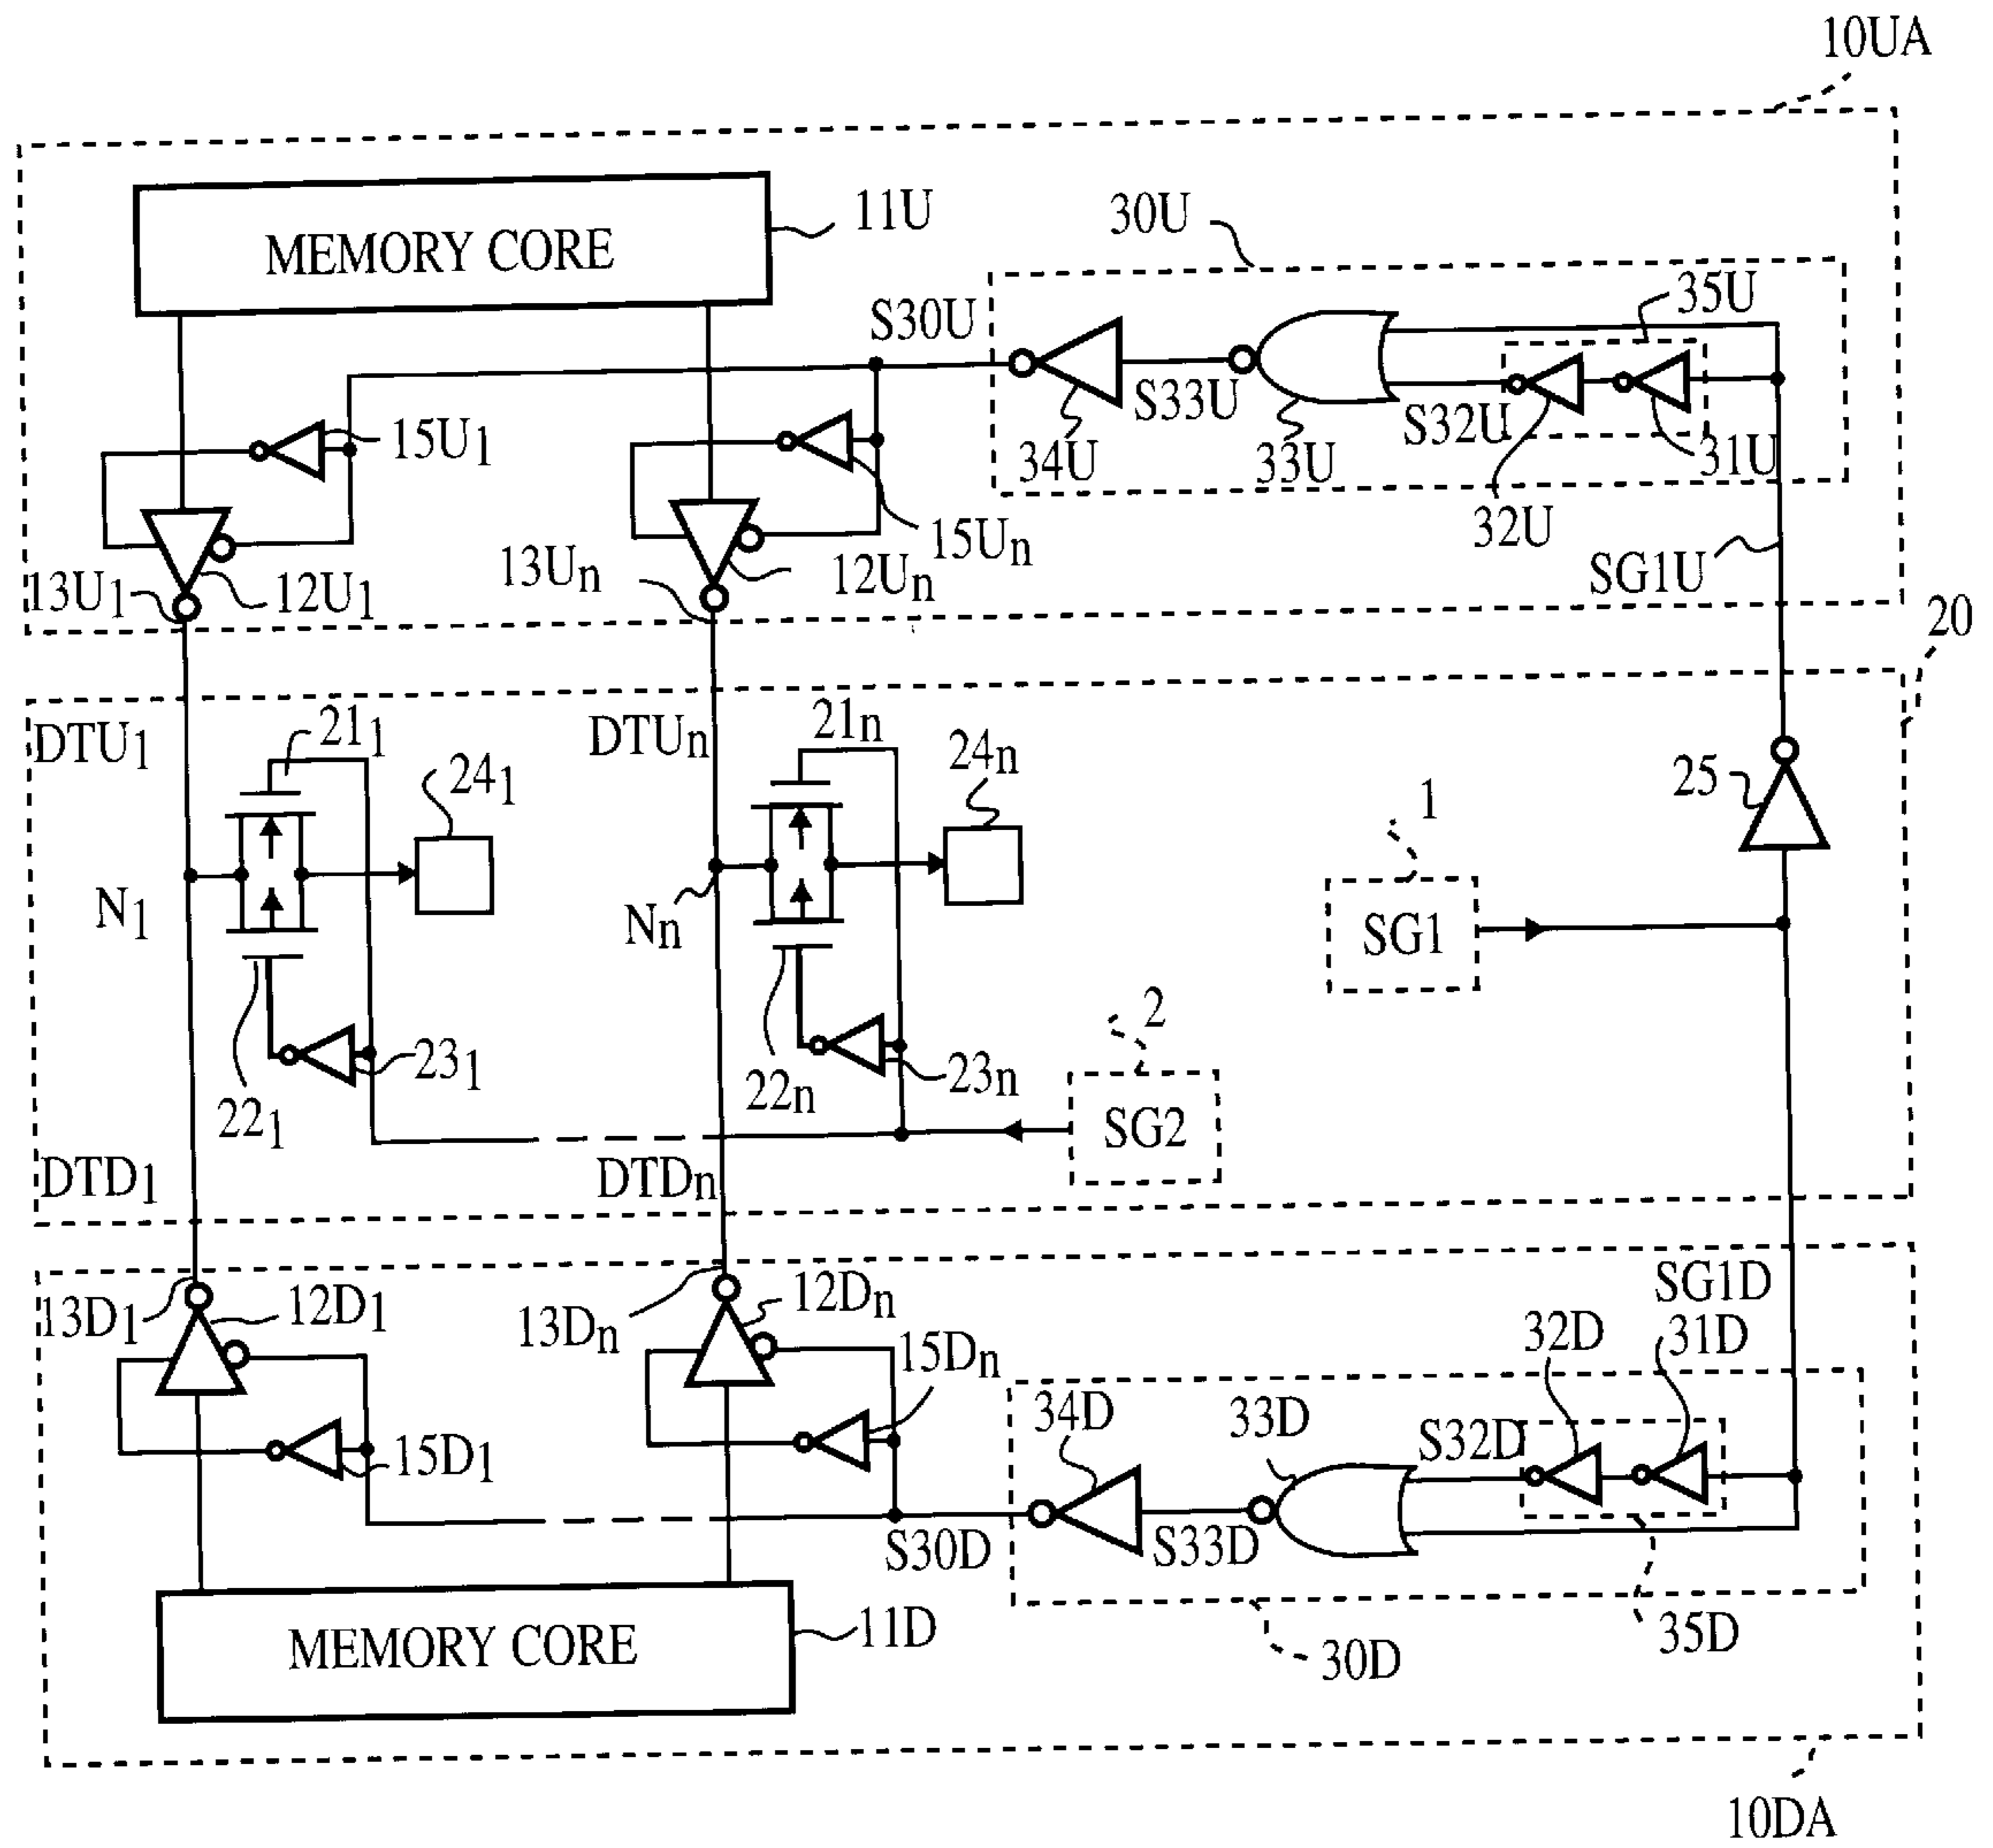 10UA
MEMORY CORE
11U
30U
S30U
35U
S33U
S32U
34U
33U
31U
32U
15U1
15Un
13U1
12U1
13Un
12Un
SG1U
20
DTU1
211
241
DTUn
21n
24n
25
1
SG1
N1
Nn
2
SG2
221
231
22n
23n
DTD1
DTDn
SG1D
13D1
12D1
13Dn
12Dn
15Dn
32D
31D
34D
33D
S32D
15D1
S30D
S33D
35D
30D
MEMORY CORE
11D
10DA